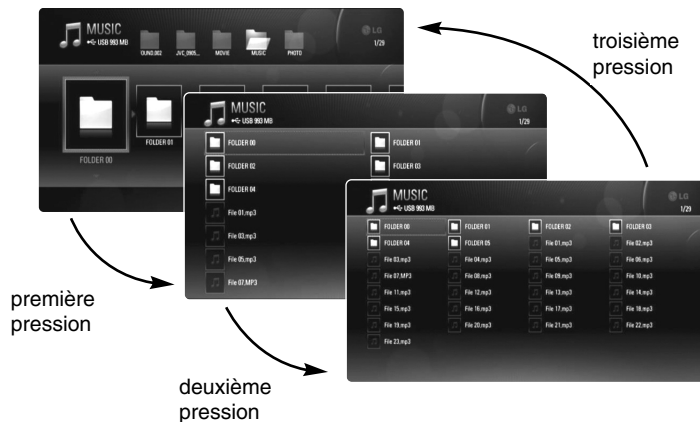 MUSIC
USB 993 MB
OUND.002
JVC_0905...
MOVIE
MUSIC
PHOTO
LG
1/29
FOLDER 00
FOLDER 01
troisième
pression
MUSIC
USB 993 MB
LG
1/29
FOLDER 00
FOLDER 01
FOLDER 02
FOLDER 03
FOLDER 04
File 01.mp3
File 03.mp3
File 05.mp3
File 07.MP3
MUSIC
USB 993 MB
LG
1/29
FOLDER 00
FOLDER 01
FOLDER 02
FOLDER 03
FOLDER 04
FOLDER 05
File 01.mp3
File 02.mp3
File 03.mp3
File 04.mp3
File 05.mp3
File 06.mp3
File 07.MP3
File 08.mp3
File 09.mp3
File 10.mp3
File 11.mp3
File 12.mp3
File 13.mp3
File 14.mp3
File 15.mp3
File 16.mp3
File 17.mp3
File 18.mp3
File 19.mp3
File 20.mp3
File 21.mp3
File 22.mp3
File 23.mp3
première
pression
deuxième
pression